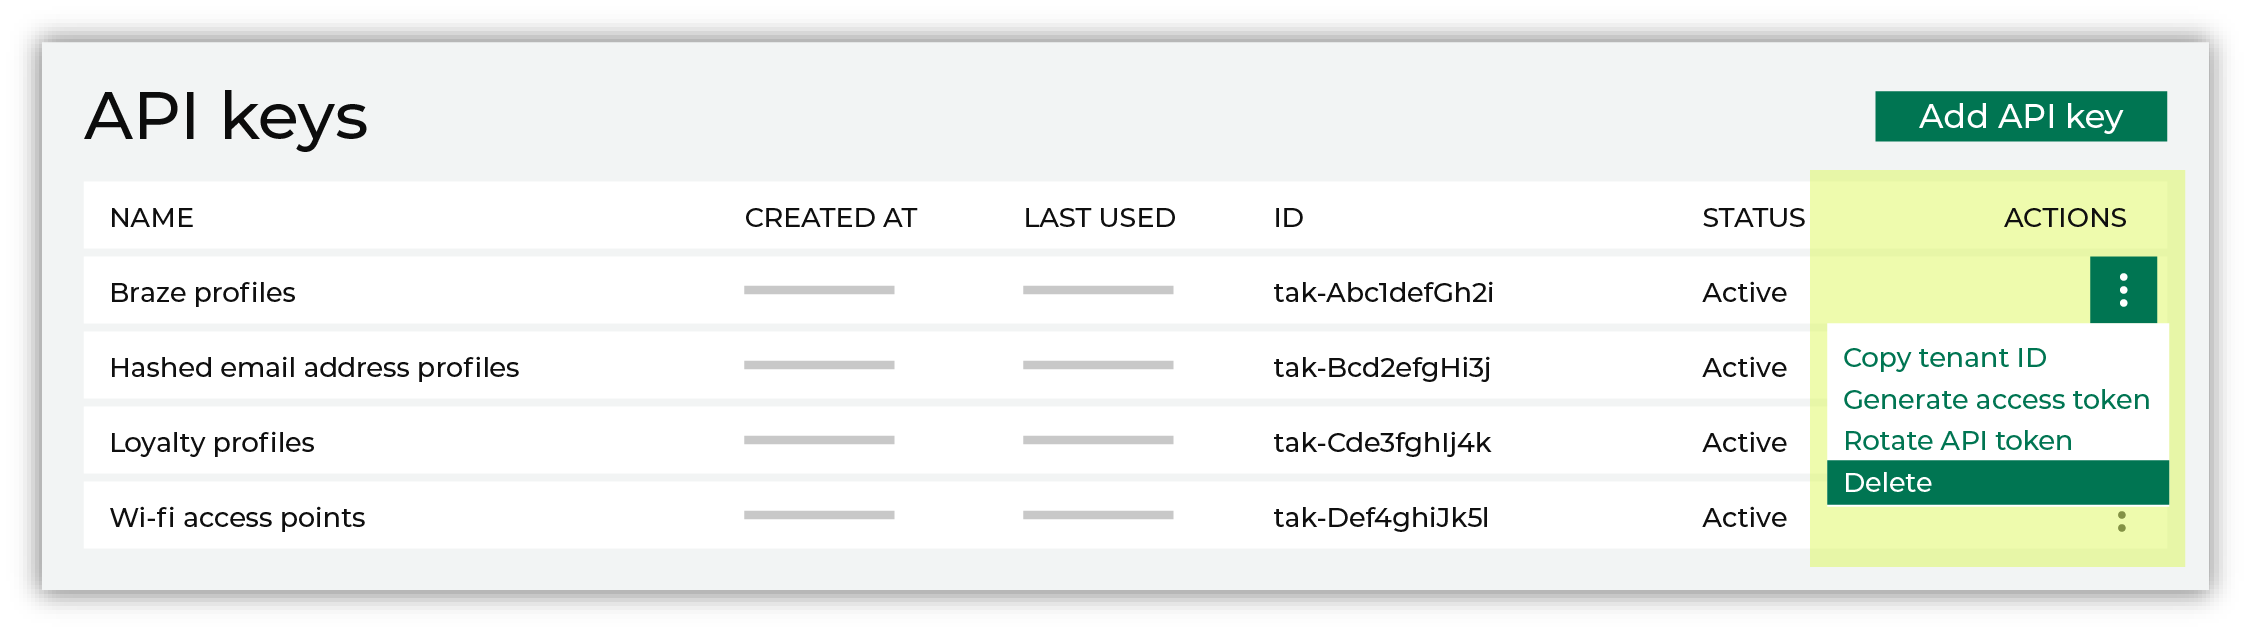 API keys
Add API key
NAME CREATED AT LAST USED ID STATUS ACTIONS
Braze profiles tak-Abc1defGh2i Active
Hashed email address profiles tak-Bcd2efgHi3j Active
Copy tenant ID
Generate access token
Loyalty profiles tak-Cde3fghIj4k Active
Rotate API token
Delete
Wi-fi access points tak-Def4ghiJk5l Active